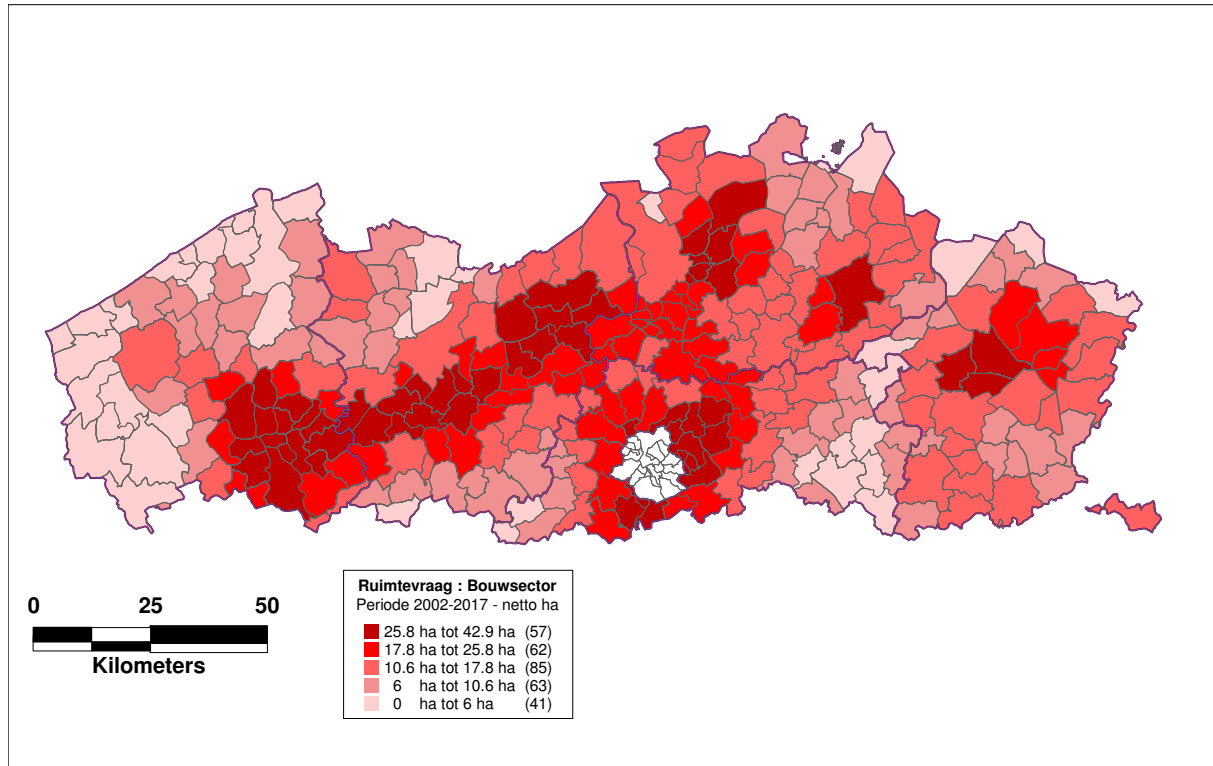 0 25 50
Kilometers
Ruimtevraag : Bouwsector
Periode 2002-2017 - netto ha
25.8 ha tot 42.9 ha (57)
17.8 ha tot 25.8 ha (62)
10.6 ha tot 17.8 ha (85)
6 ha tot 10.6 ha (63)
0 ha tot 6 ha (41)